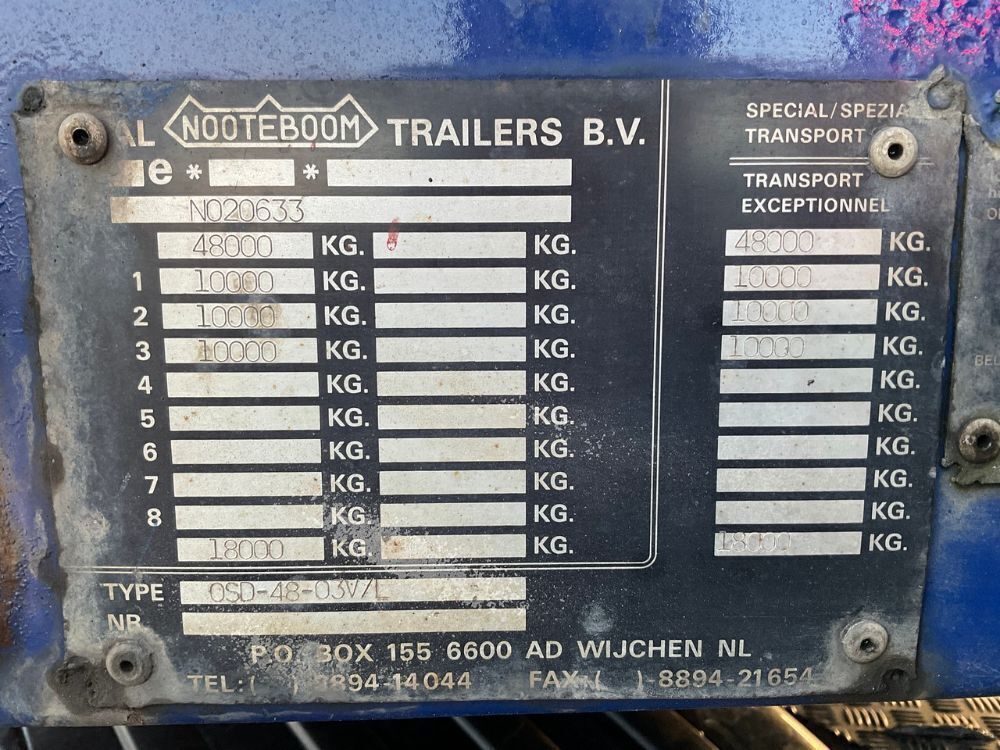 AL NOOTEBOOM TRAILERS B.V.
SPECIAL/SPEZIA
TRANSPORT
TRANSPORT
EXCEPTIONNEL
e * *
N020633
48000 KG. KG. 48000 KG.
1 10000 KG. KG. 10000 KG.
2 10000 KG. KG. 10000 KG.
3 10000 KG. KG. 10000 KG.
4 KG. KG. KG.
5 KG. KG. KG.
6 KG. KG. KG.
7 KG. KG. KG.
8 KG. KG. KG.
18000 KG. KG. 18000 KG.
TYPE OSD-48-03V/L
NR
P.O. BOX 155 6600 AD WIJCHEN NL
TEL:( )-8894-14044 FAX:( )-8894-21654